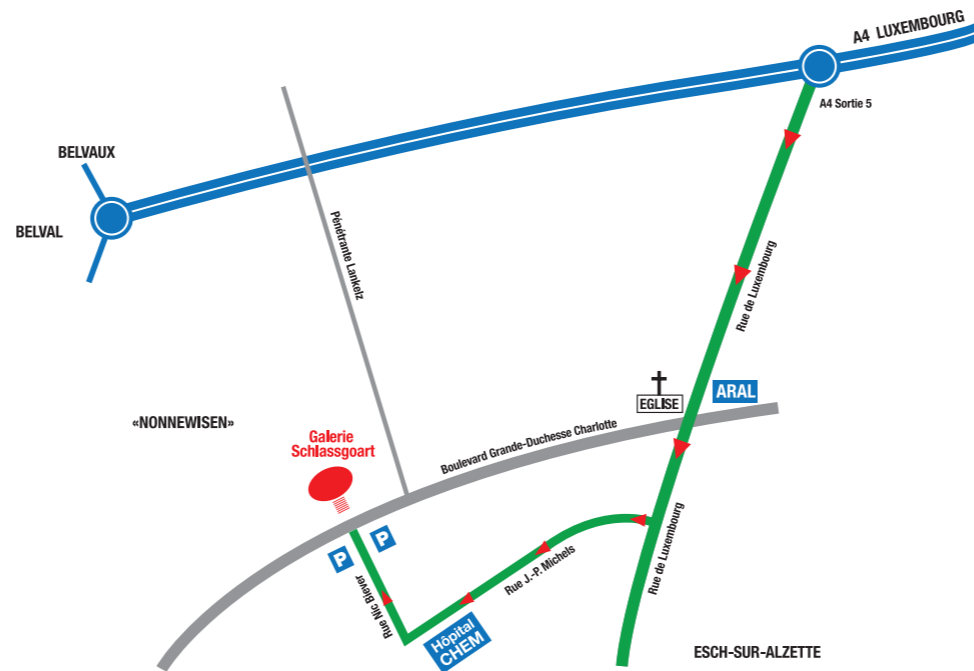 A4 LUXEMBOURG
A4 Sortie 5
BELVAUX
BELVAL
Pénétrante Lankelz
Rue de Luxembourg
ARAL
EGLISE
«NONNEWISEN»
Galerie
Schlassgoart
Boulevard Grande-Duchesse Charlotte
P
P
Rue Nic Biever
Rue J.-P. Michels
Rue de Luxembourg
Hôpital
CHEM
ESCH-SUR-ALZETTE